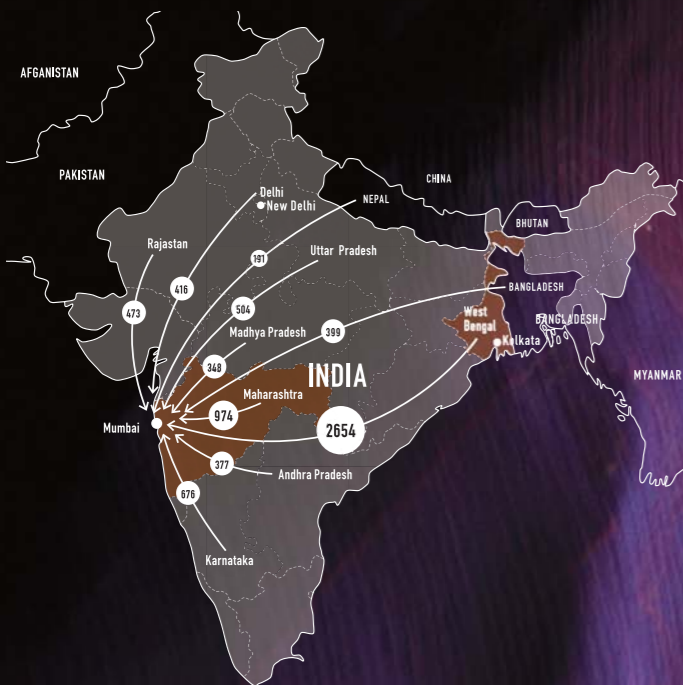 AFGANISTAN
CHINA
PAKISTAN
Delhi
New Delhi
NEPAL
BHUTAN
Rajastan
Uttar Pradesh
191
416
BANGLADESH
473
504
West
Bengal
BANGLADESH
Madhya Pradesh
399
Kolkata
348
INDIA
MYANMAR
Maharashtra
974
Mumbai
2654
377
Andhra Pradesh
676
Karnataka